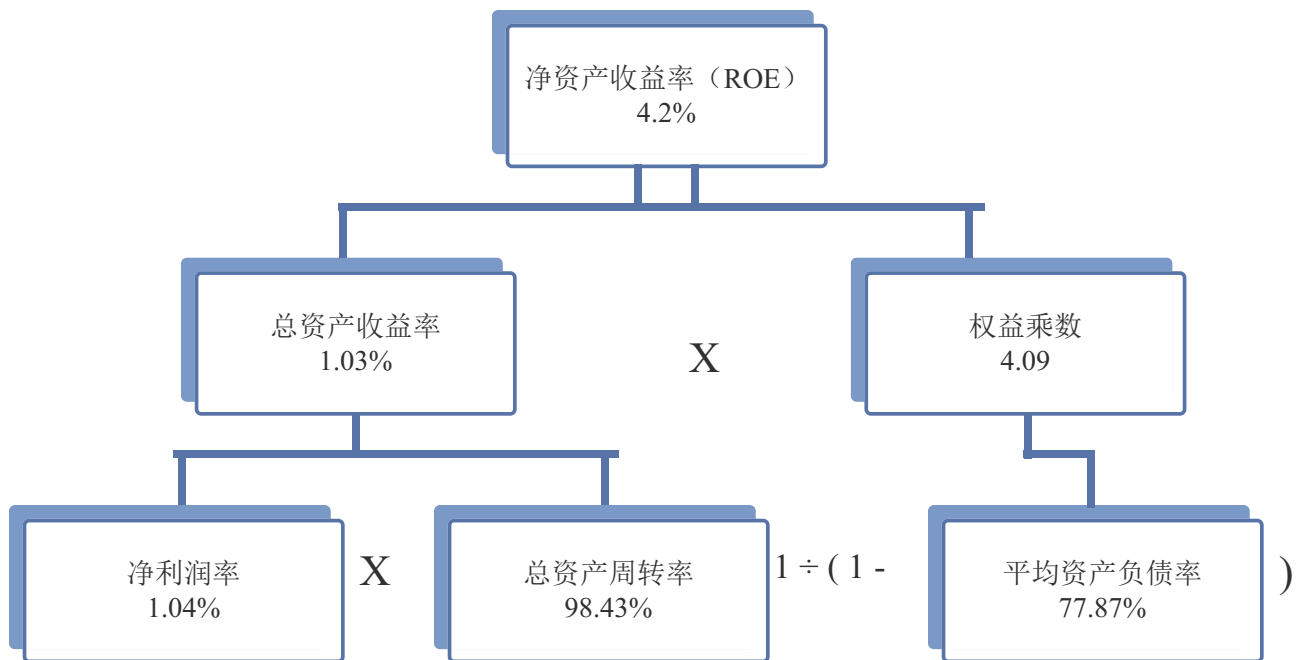 净资产收益率（ROE）
4.2%
总资产收益率
1.03%
X
权益乘数
4.09
净利润率
1.04%
X
总资产周转率
98.43%
1 ÷ ( 1 -
平均资产负债率
77.87%
)